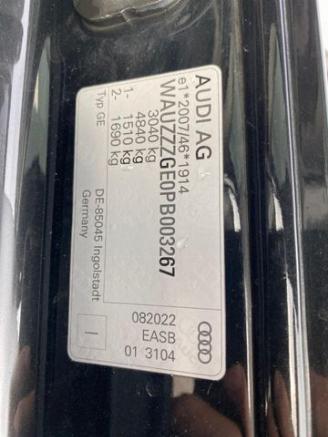 AUDI AG
e1*2007/46*1914
WAUZZZGE0PB003267
3040 kg
4840 kg
1- 1510 kg
2- 1690 kg
Typ GE
DE-85045 Ingolstadt
Germany
082022
EASB
01 3104
I